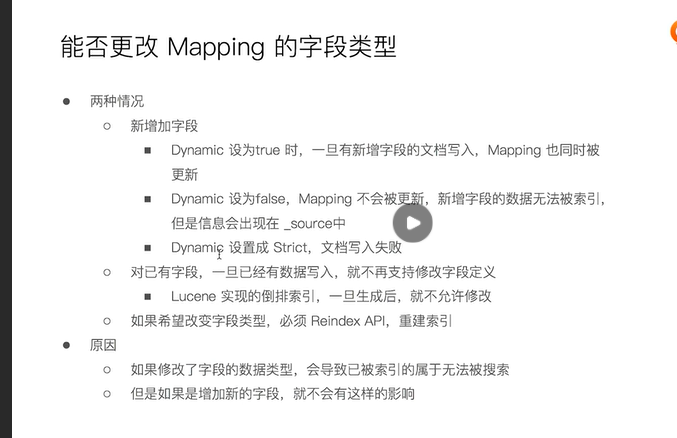 能否更改 Mapping 的字段类型
两种情况
新增加字段
Dynamic 设为true 时，一旦有新增字段的文档写入，Mapping 也同时被
更新
Dynamic 设为false，Mapping 不会被更新，新增字段的数据无法被索引，
但是信息会出现在 _source中
Dynamic 设置成 Strict，文档写入失败
对已有字段，一旦已经有数据写入，就不再支持修改字段定义
Lucene 实现的倒排索引，一旦生成后，就不允许修改
如果希望改变字段类型，必须 Reindex API，重建索引
原因
如果修改了字段的数据类型，会导致已被索引的属于无法被搜索
但是如果是增加新的字段，就不会有这样的影响